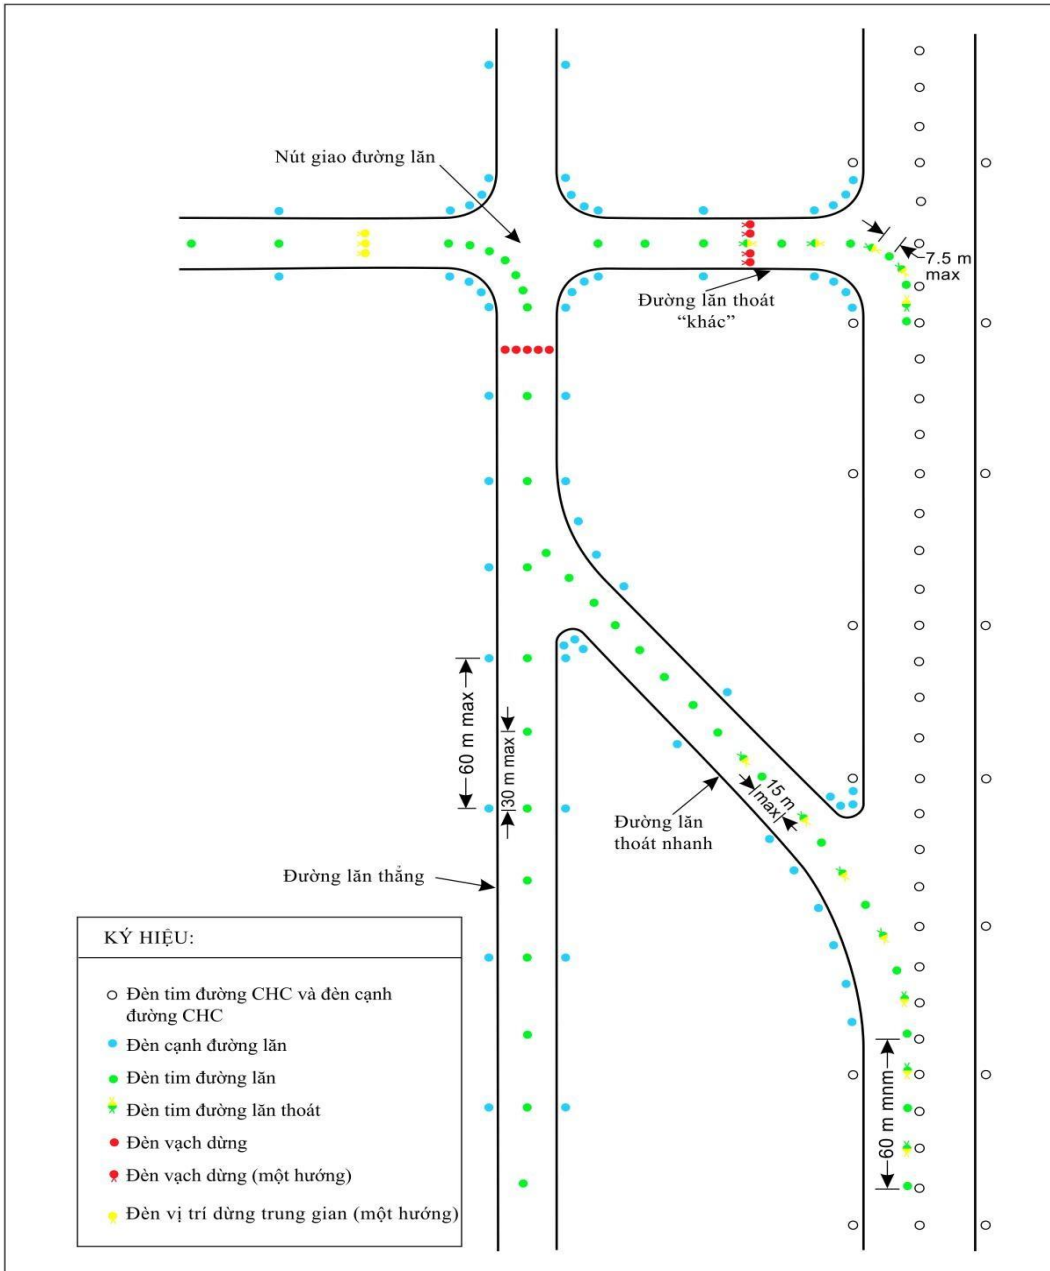 Nút giao đường lăn
7.5 m
max
Đường lăn thoát
“khác”
60 m max
30 m max
15 m
max
Đường lăn
thoát nhanh
Đường lăn thẳng
60 m mnm
KÝ HIỆU:
Đèn tim đường CHC và đèn cạnh
đường CHC
Đèn cạnh đường lăn
Đèn tim đường lăn
Đèn tim đường lăn thoát
Đèn vạch dừng
Đèn vạch dừng (một hướng)
Đèn vị trí dừng trung gian (một hướng)